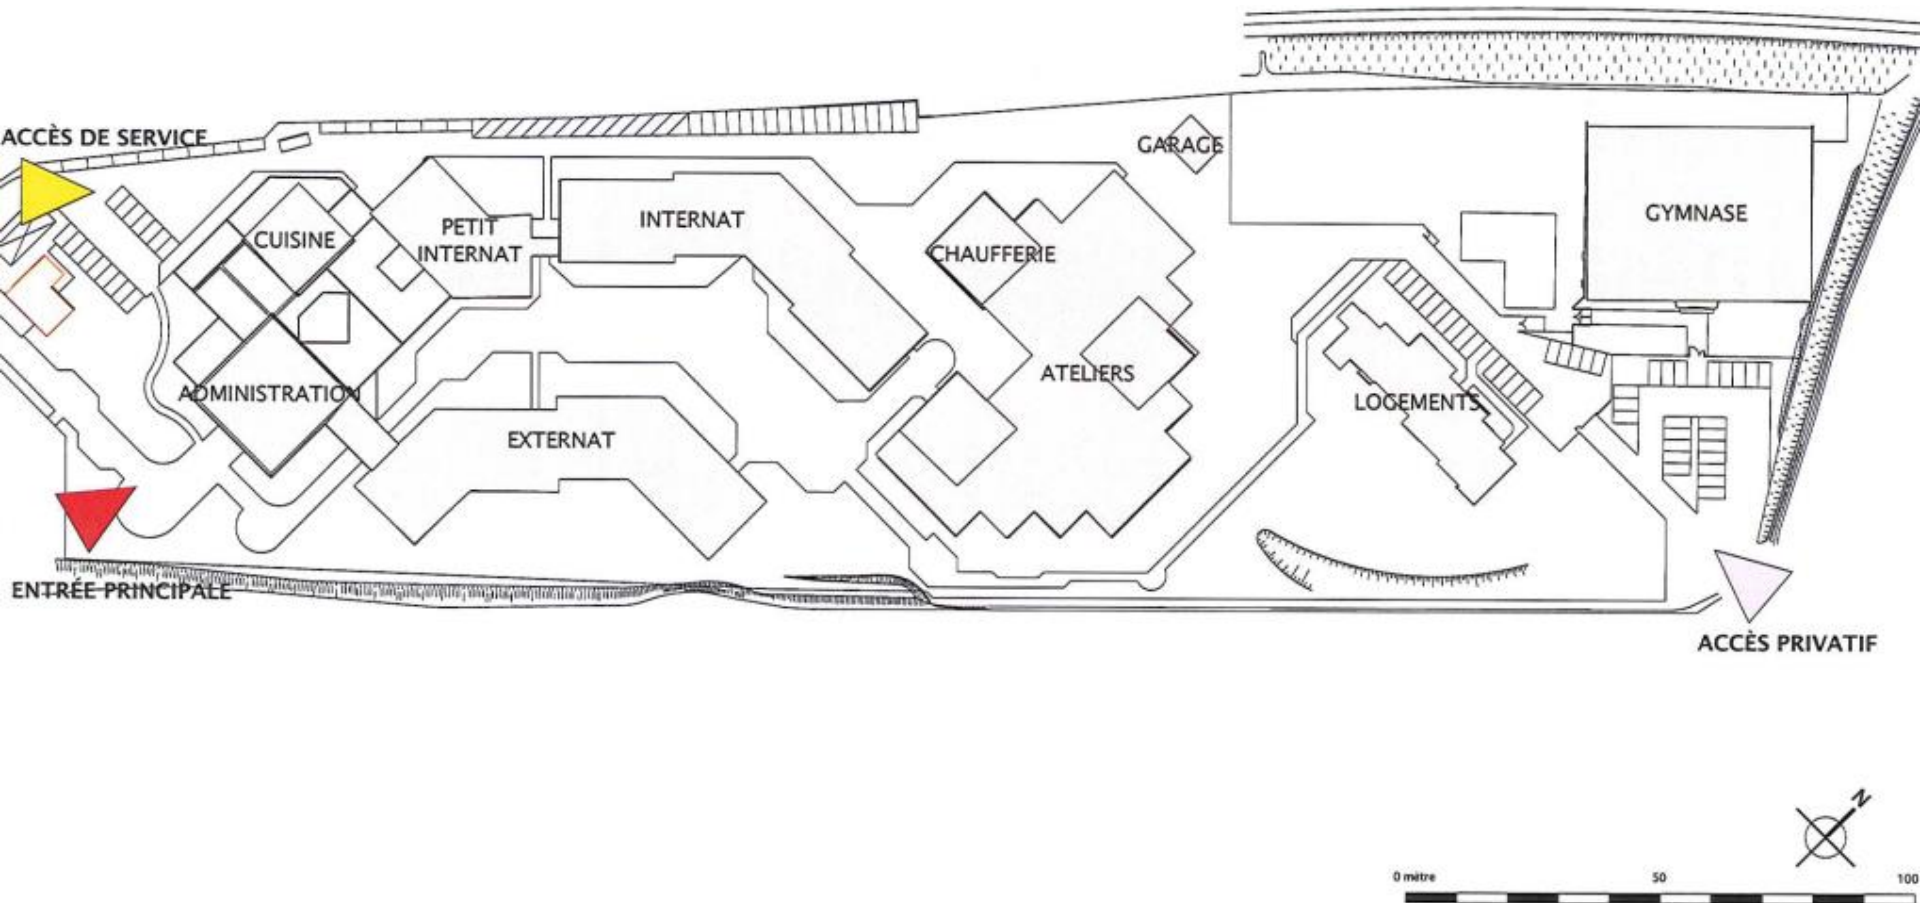 ACCÈS DE SERVICE
GARAGE
GYMNASE
CUISINE
PETIT
INTERNAT
INTERNAT
CHAUFFERIE
ATELIERS
ADMINISTRATION
LOGEMENTS
EXTERNAT
ENTRÉE PRINCIPALE
ACCÈS PRIVATIF
N
0 mètre 50 100